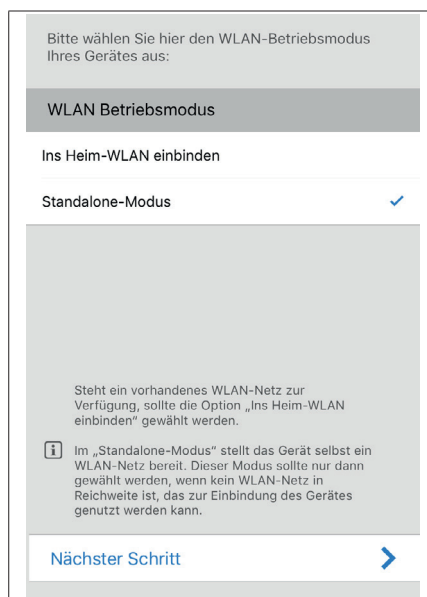 Bitte wählen Sie hier den WLAN-Betriebsmodus
Ihres Gerätes aus:
WLAN Betriebsmodus
Ins Heim-WLAN einbinden
Standalone-Modus
Steht ein vorhandenes WLAN-Netz zur
Verfügung, sollte die Option „Ins Heim-WLAN
einbinden“ gewählt werden.
Im „Standalone-Modus“ stellt das Gerät selbst ein
WLAN-Netz bereit. Dieser Modus sollte nur dann
gewählt werden, wenn kein WLAN-Netz in
Reichweite ist, das zur Einbindung des Gerätes
genutzt werden kann.
Nächster Schritt